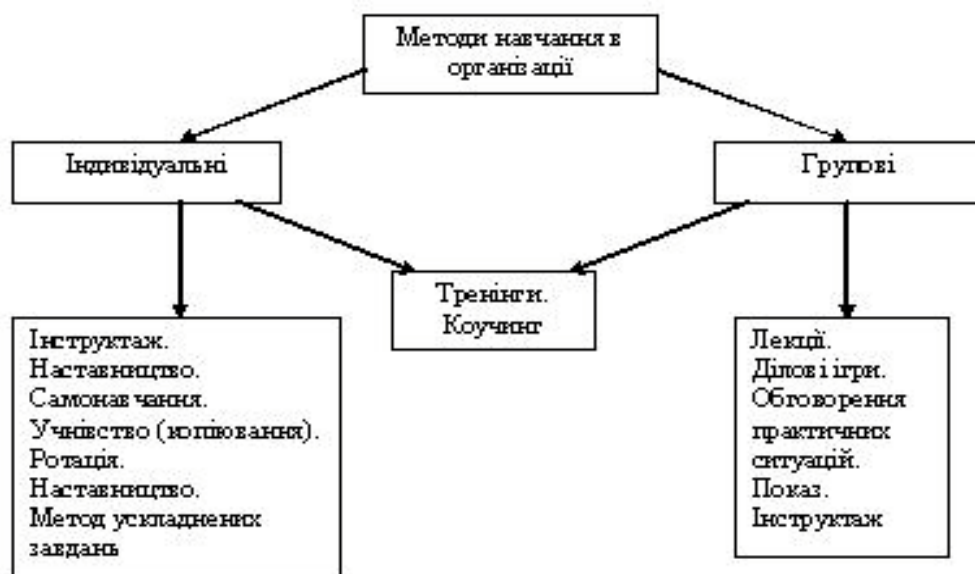 Методи навчання в
організації
Індивідуальні
Групові
Тренінги.
Коучинг
Інструктаж.
Наставництво.
Самонавчання.
Учнівство (копіювання).
Ротація.
Наставництво.
Метод ускладнених
завдань
Лекції.
Ділові ігри.
Обговорення
практичних
ситуацій.
Показ.
Інструктаж